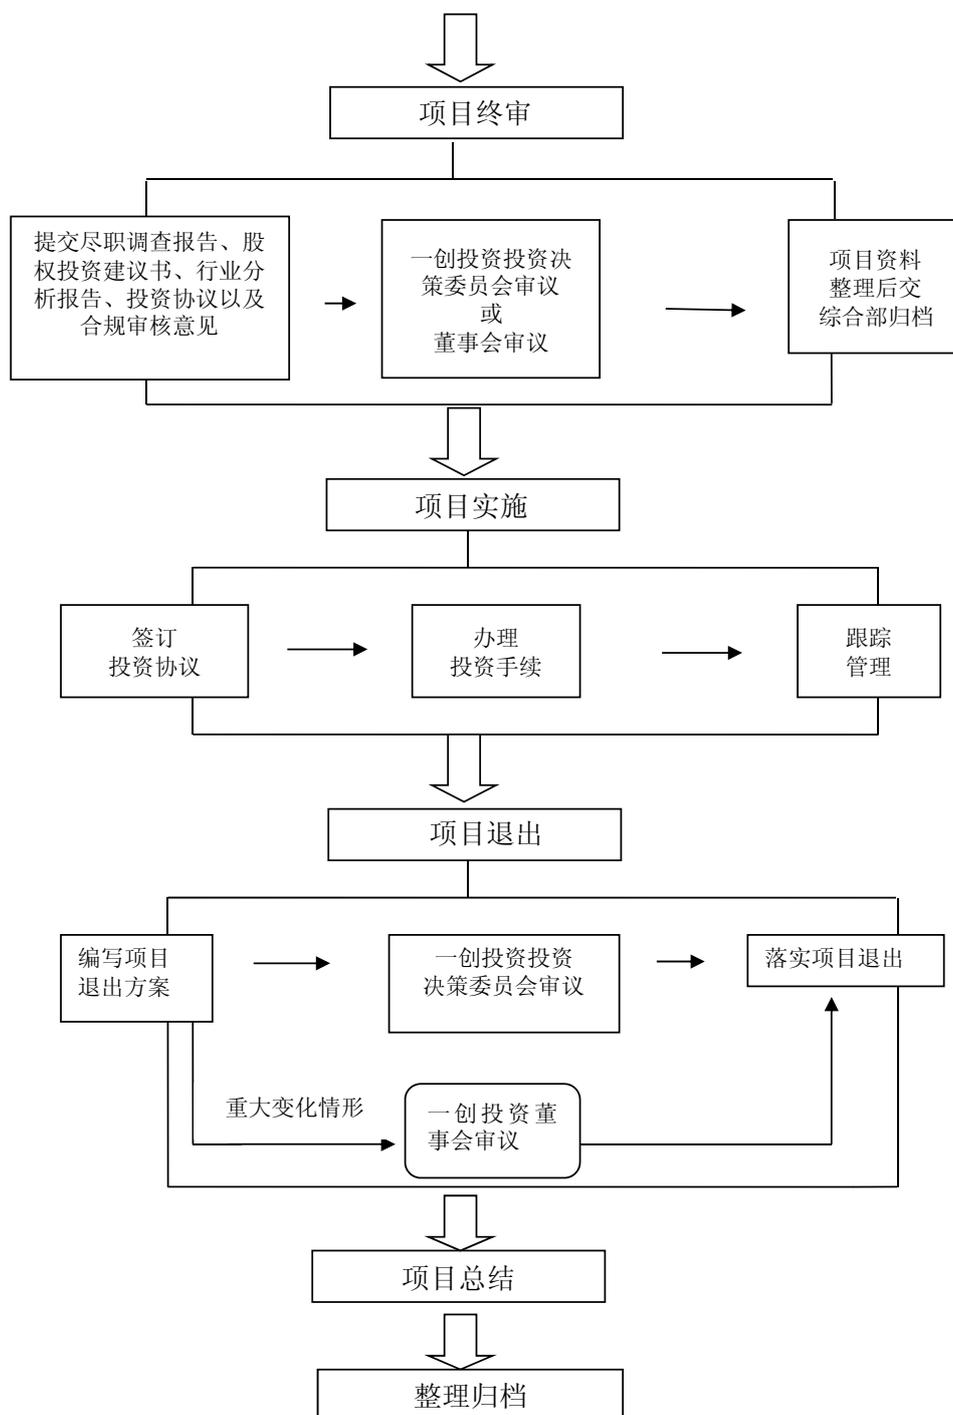 项目终审
提交尽职调查报告、股
权投资建议书、行业分
析报告、投资协议以及
合规审核意见
一创投资投资决
策委员会审议
或
董事会审议
项目资料
整理后交
综合部归档
项目实施
签订
投资协议
办理
投资手续
跟踪
管理
项目退出
编写项目
退出方案
一创投资投资
决策委员会审议
落实项目退出
重大变化情形
一创投资董
事会审议
项目总结
整理归档